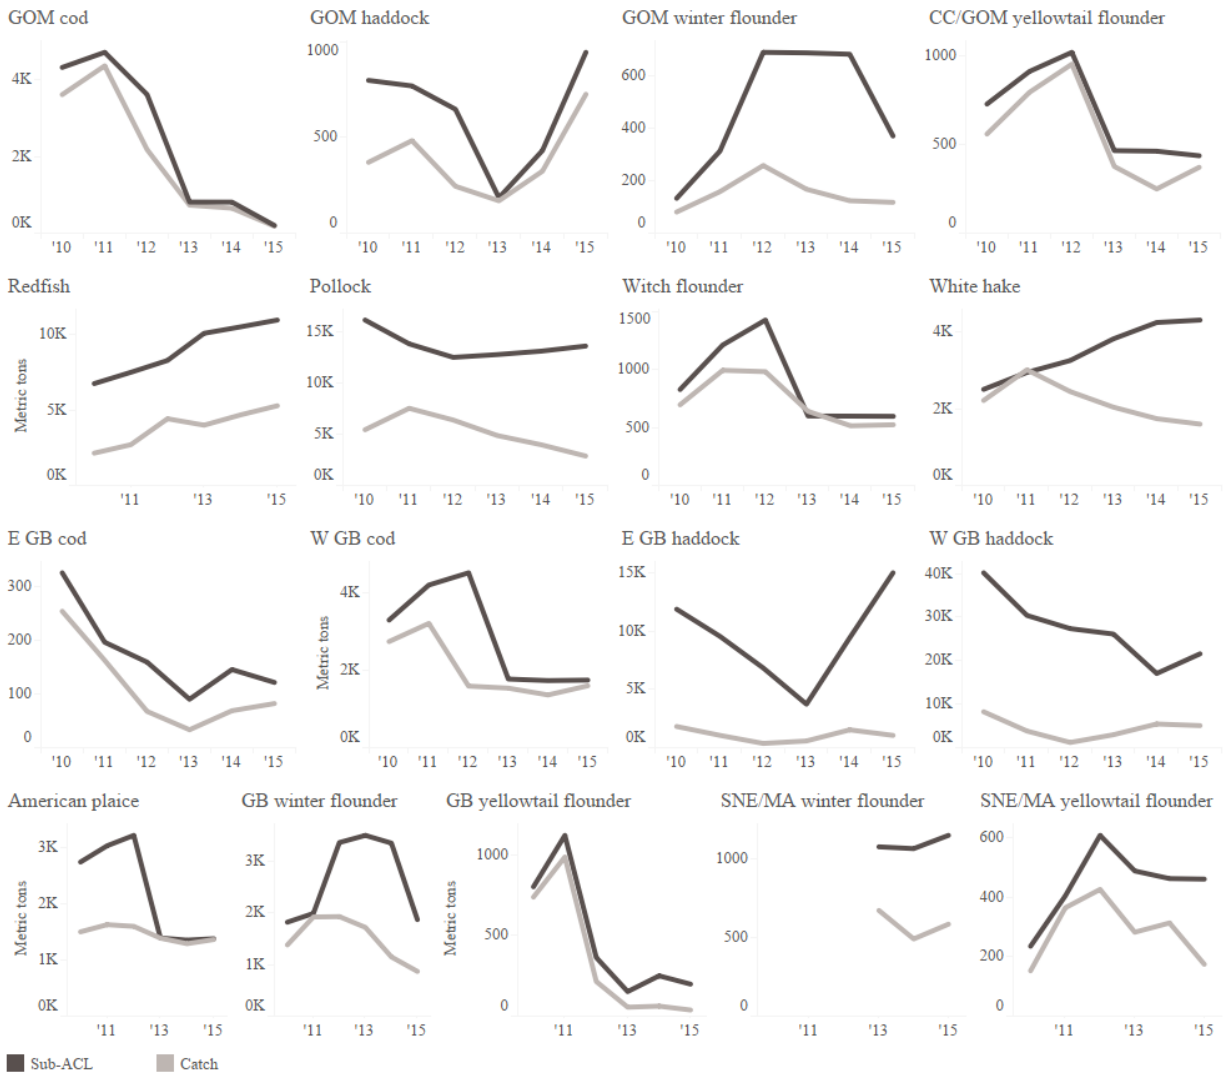 GOM cod GOM haddock GOM winter flounder CC/GOM yellowtail flounder
4K 1000 600 1000
2K 500 400 500
0K 0 200 0
0
'10 '11 '12 '13 '14 '15 '10 '11 '12 '13 '14 '15 '10 '11 '12 '13 '14 '15 '10 '11 '12 '13 '14 '15
Redfish Pollock Witch flounder White hake
Metric tons
10K 15K 1500 4K
5K 10K 1000 2K
0K 5K 500 0K
0K 0
'11 '13 '15 '10 '11 '12 '13 '14 '15 '10 '11 '12 '13 '14 '15 '10 '11 '12 '13 '14 '15
E GB cod W GB cod E GB haddock W GB haddock
Metric tons
300 4K 15K 40K
200 2K 10K 30K
100 0K 5K 20K
0 0K 10K
0K
'10 '11 '12 '13 '14 '15 '10 '11 '12 '13 '14 '15 '10 '11 '12 '13 '14 '15 '10 '11 '12 '13 '14 '15
American plaice GB winter flounder GB yellowtail flounder SNE/MA winter flounder SNE/MA yellowtail flounder
Metric tons Metric tons
3K 3K 1000 1000 600
2K 2K 500 500 400
1K 1K 0 0 200
0K 0K 0
'11 '13 '15 '11 '13 '15 '11 '13 '15 '11 '13 '15 '11 '13 '15
Sub-ACL Catch